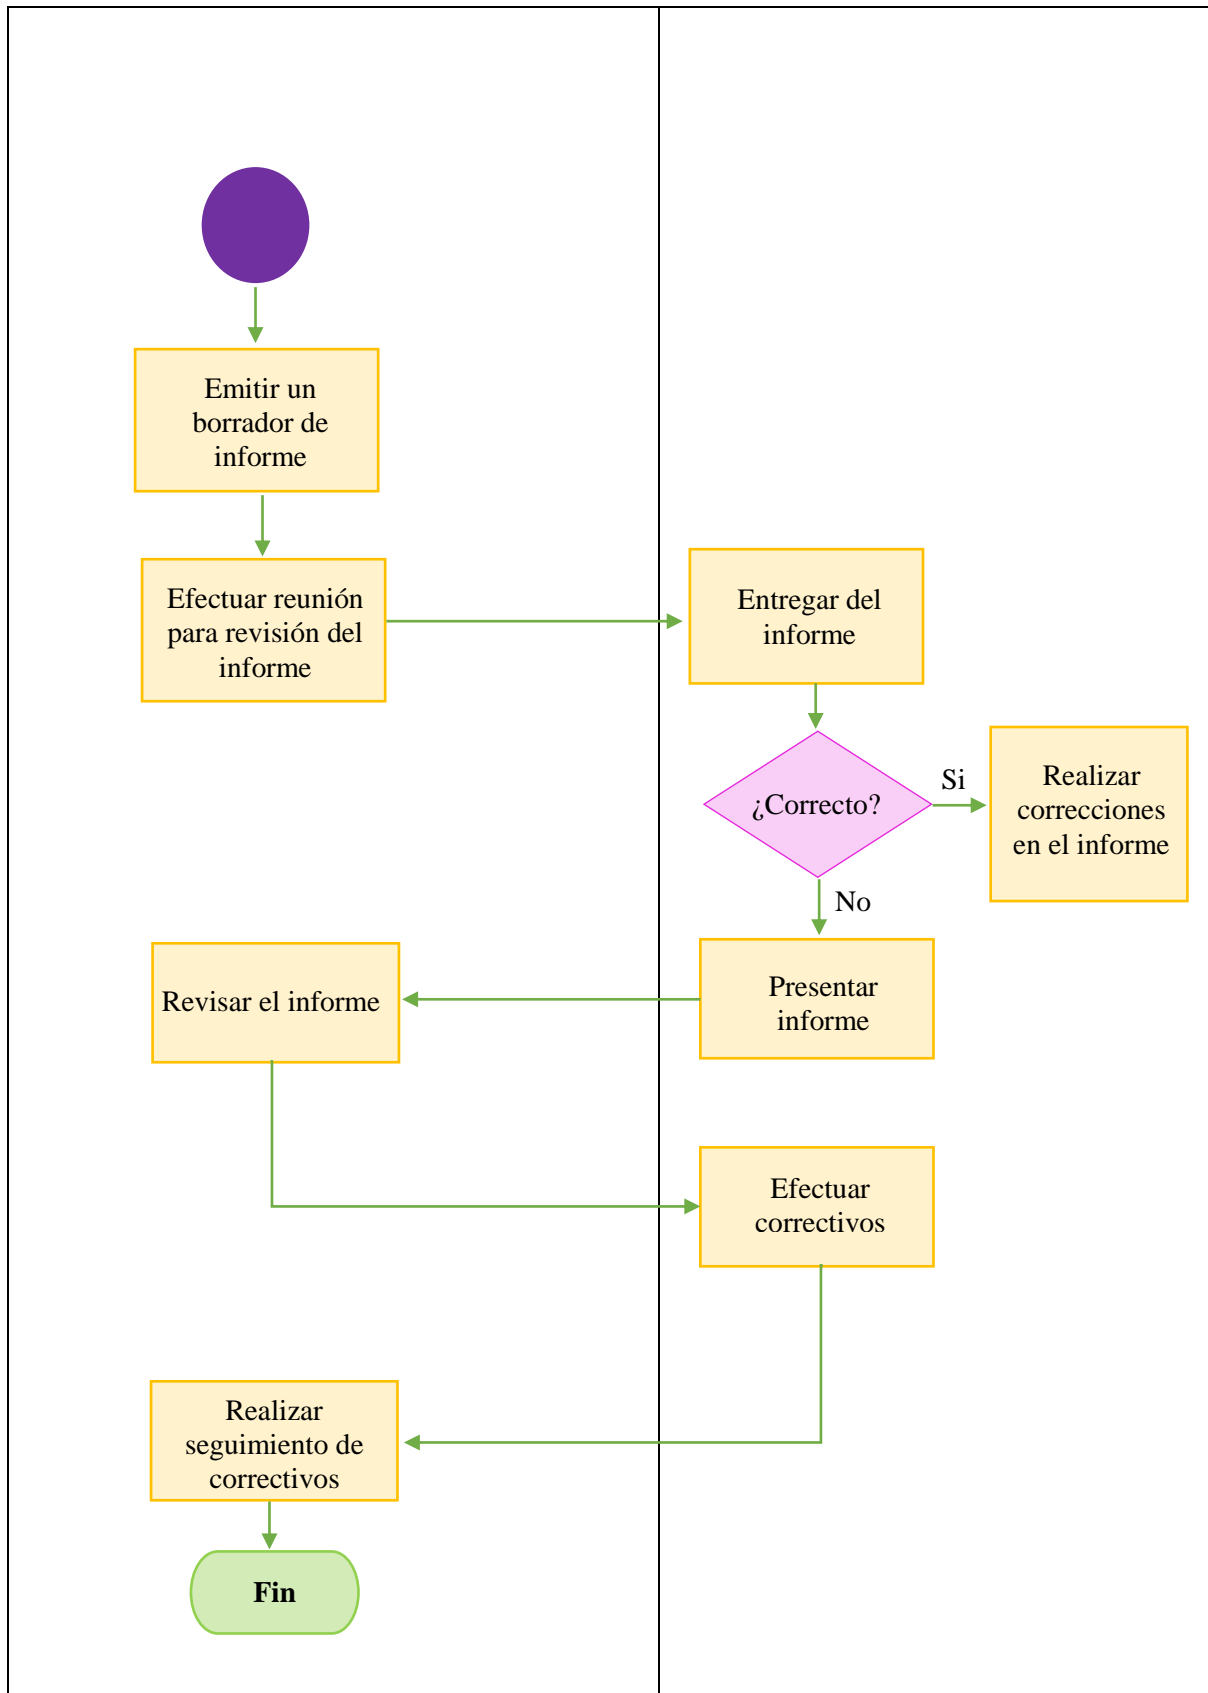 Emitir un
borrador de
informe
Efectuar reunión
para revisión del
informe
Entregar del
informe
¿Correcto?
Si
Realizar
correcciones
en el informe
No
Presentar
informe
Revisar el informe
Efectuar
correctivos
Realizar
seguimiento de
correctivos
Fin